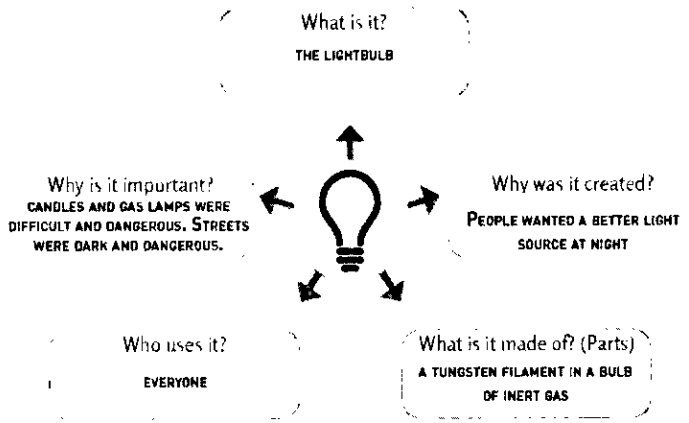 What is it?
THE LIGHTBULB
Why is it impurtant?
CANDLES AND GAS LAMPS WERE
DIFFICULT AND DANGEROUS. STREETS
WERE DARK AND DANGEROUS.
Why was it created?
PEOPLE WANTED A BETTER LIGHT
SOURCE AT NIGHT
Who uses it?
EVERYONE
What is it made of? (Parts)
A TUNGSTEN FILAMENT IN A BULB
OF INERT GAS